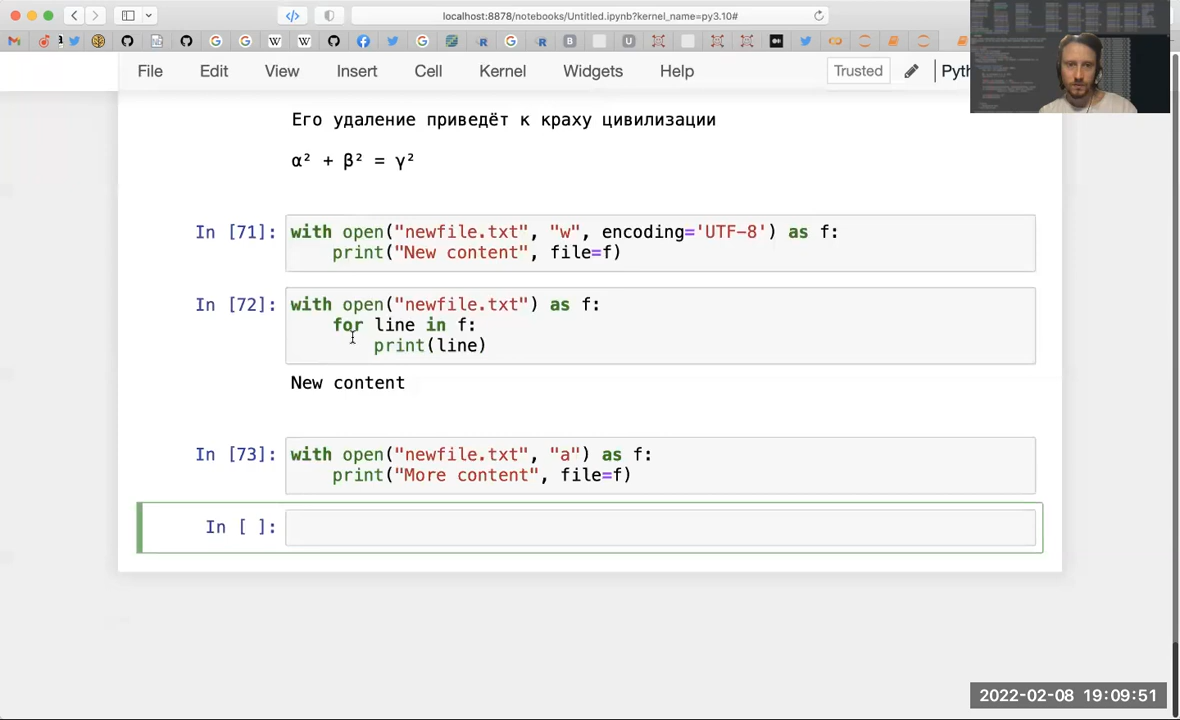 localhost:8878/notebooks/Untitled.ipynb?kernel_name=py3.10#
File Edit View Insert Cell Kernel Widgets Help Trusted
Его удаление приведёт к краху цивилизации
α² + β² = γ²
In [71]: with open("newfile.txt", "w", encoding='UTF-8') as f:
print("New content", file=f)
In [72]: with open("newfile.txt") as f:
for line in f:
print(line)
New content
In [73]: with open("newfile.txt", "a") as f:
print("More content", file=f)
In [ ]:
2022-02-08 19:09:51